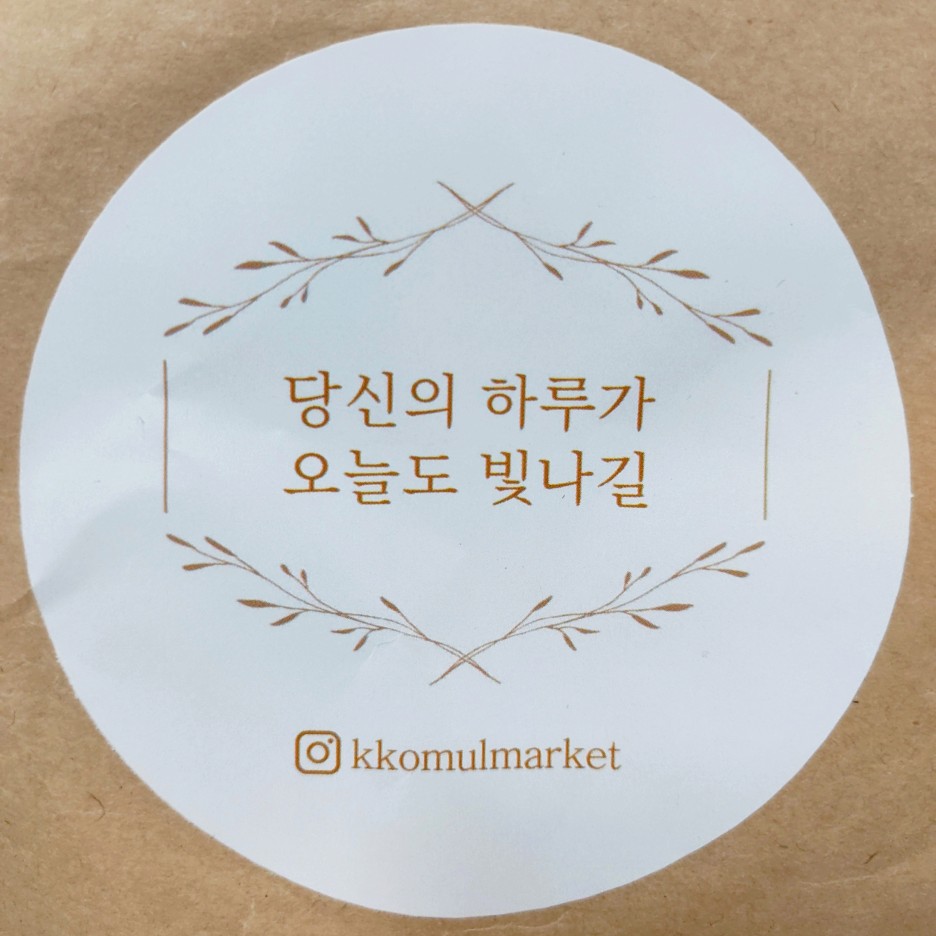 당신의 하루가
오늘도 빛나길
kkomulmarket